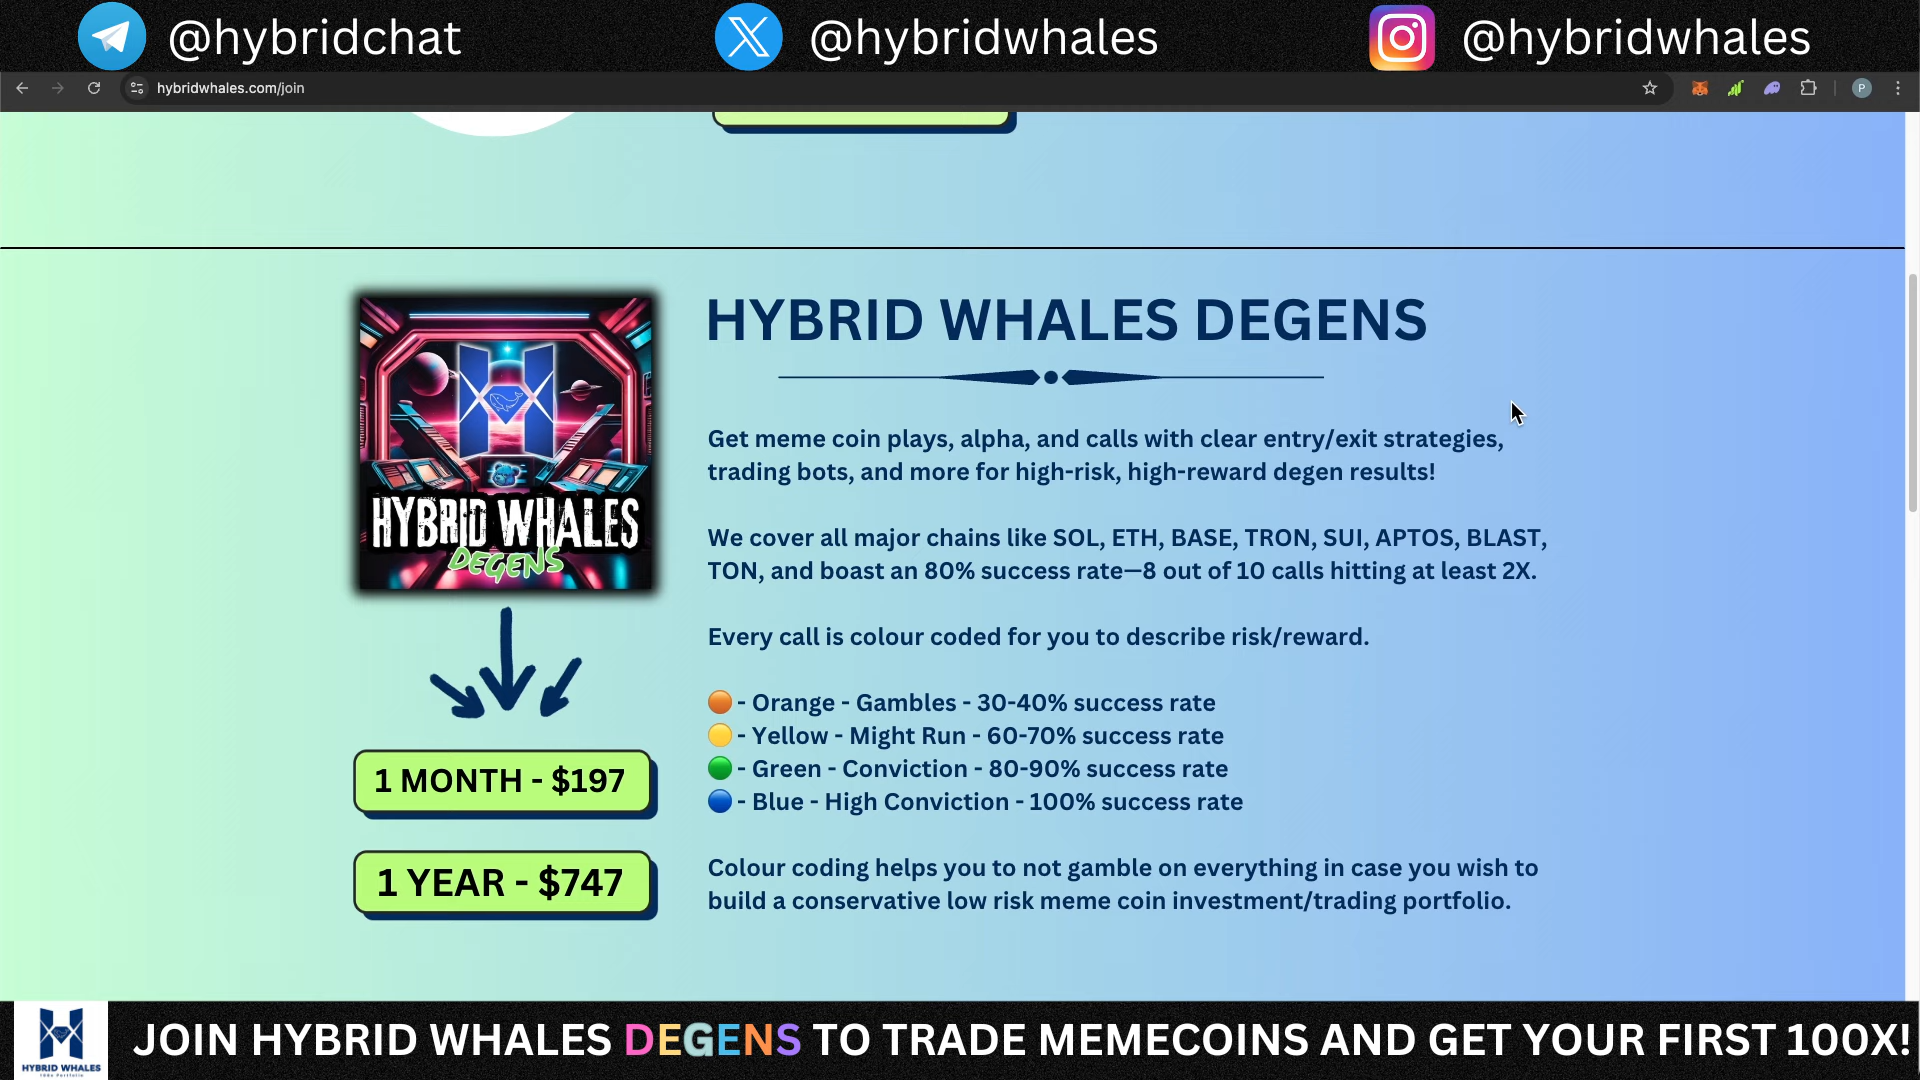 @hybridchat
@hybridwhales
@hybridwhales
hybridwhales.com/join
P
HYBRID WHALES DEGENS
HYBRID WHALES
DEGENS
Get meme coin plays, alpha, and calls with clear entry/exit strategies,
trading bots, and more for high-risk, high-reward degen results!
We cover all major chains like SOL, ETH, BASE, TRON, SUI, APTOS, BLAST,
TON, and boast an 80% success rate—8 out of 10 calls hitting at least 2X.
Every call is colour coded for you to describe risk/reward.
🟠 - Orange - Gambles - 30-40% success rate
🟡 - Yellow - Might Run - 60-70% success rate
🟢 - Green - Conviction - 80-90% success rate
🔵 - Blue - High Conviction - 100% success rate
Colour coding helps you to not gamble on everything in case you wish to
build a conservative low risk meme coin investment/trading portfolio.
1 MONTH - $197
1 YEAR - $747
HYBRID WHALES
100x Portfolio
JOIN HYBRID WHALES DEGENS TO TRADE MEMECOINS AND GET YOUR FIRST 100X!